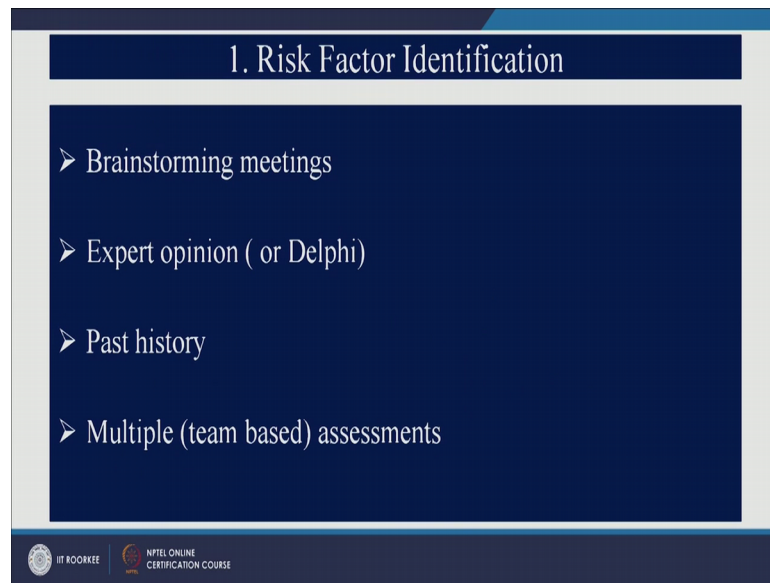 1. Risk Factor Identification
➤ Brainstorming meetings
➤ Expert opinion ( or Delphi)
➤ Past history
➤ Multiple (team based) assessments
IIT ROORKEE
NPTEL ONLINE
CERTIFICATION COURSE
NPTEL